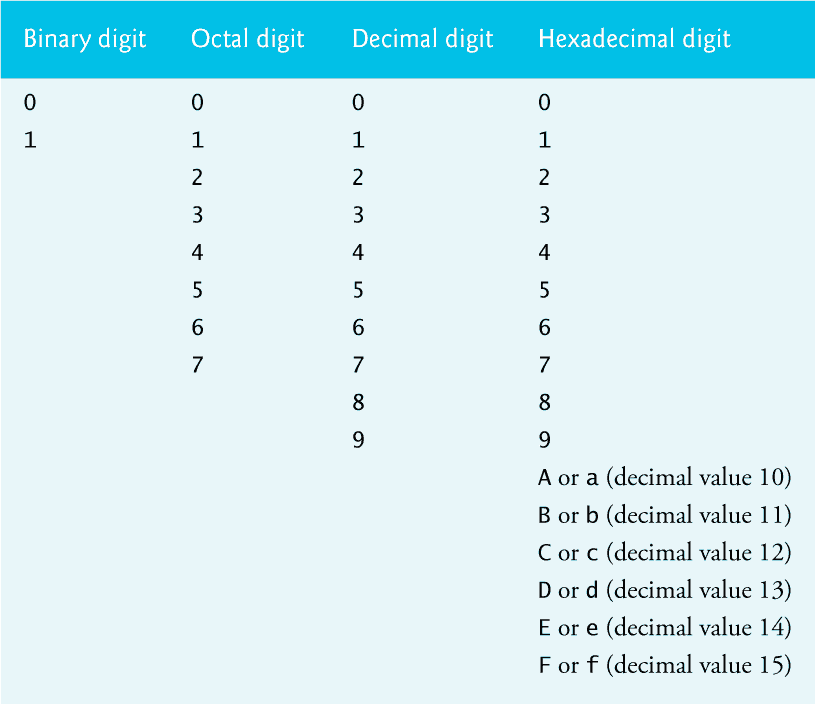 Binary digit Octal digit Decimal digit Hexadecimal digit
0 0 0 0
1 1 1 1
2 2 2
3 3 3
4 4 4
5 5 5
6 6 6
7 7 7
8 8
9 9
A or a (decimal value 10)
B or b (decimal value 11)
C or c (decimal value 12)
D or d (decimal value 13)
E or e (decimal value 14)
F or f (decimal value 15)